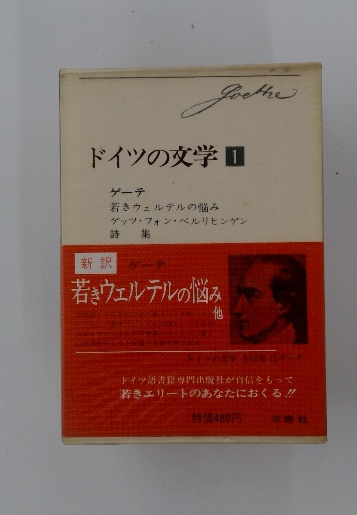 Goethe
ドイツの文学 1
ゲーテ
若きウェルテルの悩み
ゲッツ・フォン・ベルリヒンゲン
詩 集
新訳 ゲーテ
若きウエルテルの悩み
他
ドイツの文学 全12巻
ドイツ語書籍専門出版社が自信をもって
若きエリートのあなたにおくる!!
特価480円 三修社